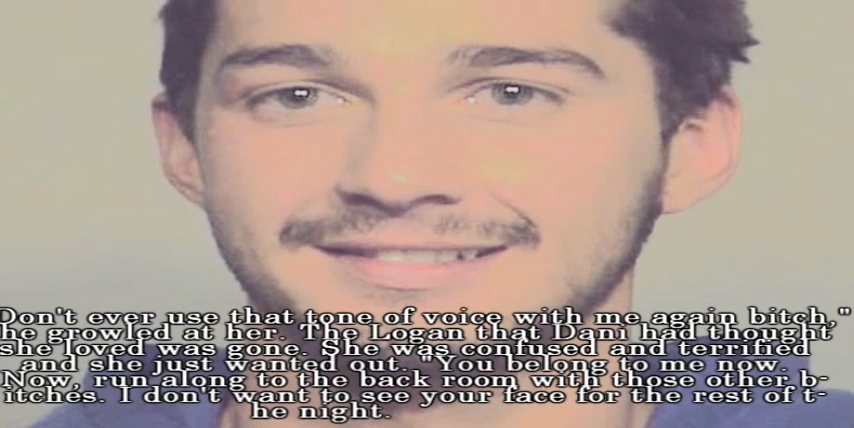 Don't ever use that tone of voice with me again bitch,"
he growled at her. The Logan that Dani had thought
she loved was gone. She was confused and terrified
and she just wanted out. "You belong to me now.
Now, run along to the back room with those other b-
itches. I don't want to see your face for the rest of t-
he night.